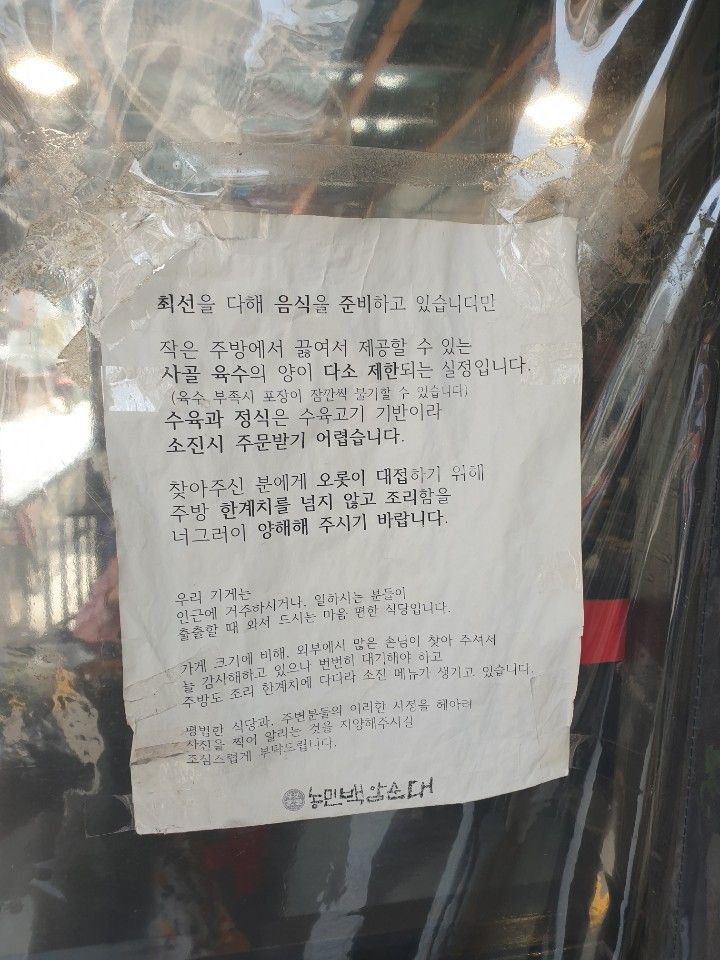 최선을 다해 음식을 준비하고 있습니다만
작은 주방에서 끓여서 제공할 수 있는
사골 육수의 양이 다소 제한되는 실정입니다.
(육수 부족시 포장이 잠깐씩 불가할 수 있습니다)
수육과 정식은 수육고기 기반이라
소진시 주문받기 어렵습니다.
찾아주신 분에게 오롯이 대접하기 위해
주방 한계치를 넘지 않고 조리함을
너그러이 양해해 주시기 바랍니다.
우리 가게는
인근에 거주하시거나, 일하시는 분들이
출출할 때 와서 드시는 마음 편한 식당입니다.
가게 크기에 비해, 외부에서 많은 손님이 찾아 주셔서
늘 감사해하고 있으나 번번히 대기해야 하고
주방도 조리 한계치에 다다라 소진 메뉴가 생기고 있습니다.
평범한 식당과, 주변분들의 이러한 사정을 헤아려
사진을 찍어 알리는 것을 지양해주시길
조심스럽게 부탁드립니다.
농민백암순대